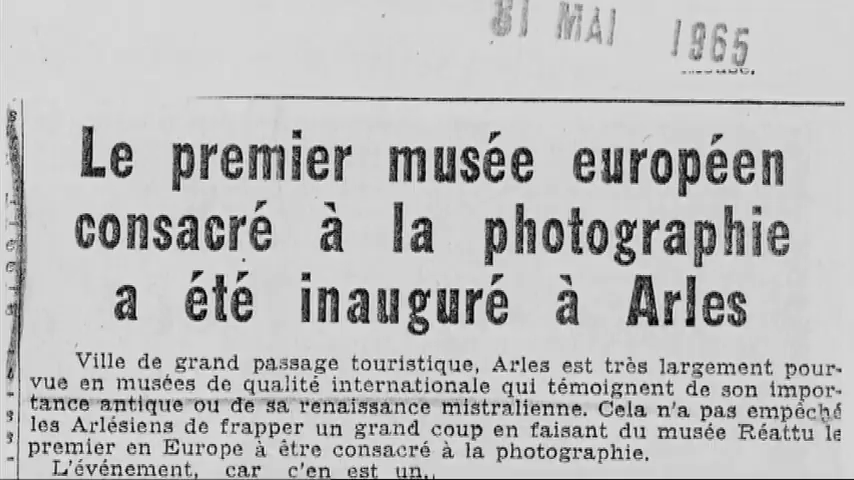 31 MAI 1965
Le premier musée européen
consacré à la photographie
a été inauguré à Arles
Ville de grand passage touristique, Arles est très largement pour-
vue en musées de qualité internationale qui témoignent de son impor-
tance antique ou de sa renaissance mistralienne. Cela n'a pas empêché
les Arlésiens de frapper un grand coup en faisant du musée Réattu le
premier en Europe à être consacré à la photographie.
L'événement, car c'en est un,